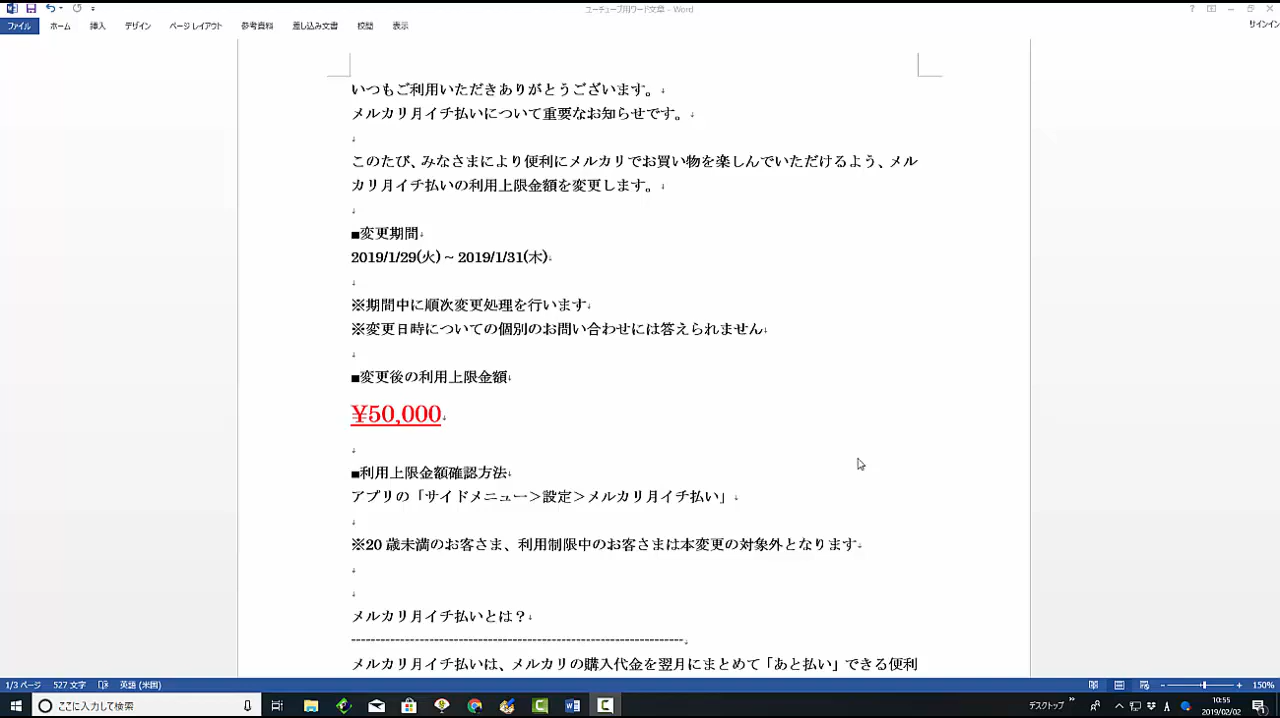 ユーチューブ用ワード文章 - Word
サインイン
ファイル ホーム 挿入 デザイン ページ レイアウト 参考資料 差し込み文書 校閲 表示
いつもご利用いただきありがとうございます。
メルカリ月イチ払いについて重要なお知らせです。
このたび、みなさまにより便利にメルカリでお買い物を楽しんでいただけるよう、メル
カリ月イチ払いの利用上限金額を変更します。
■変更期間
2019/1/29(火) ~ 2019/1/31(木)
※期間中に順次変更処理を行います
※変更日時についての個別のお問い合わせには答えられません
■変更後の利用上限金額
¥50,000
■利用上限金額確認方法
アプリの「サイドメニュー＞設定＞メルカリ月イチ払い」
※20 歳未満のお客さま、利用制限中のお客さまは本変更の対象外となります
メルカリ月イチ払いとは？
--------------------------------------------------------------------
メルカリ月イチ払いは、メルカリの購入代金を翌月にまとめて「あと払い」できる便利
1/3 ページ 527 文字 英語 (米国) 150%
ここに入力して検索 デスクトップ A 10:55
2019/02/02